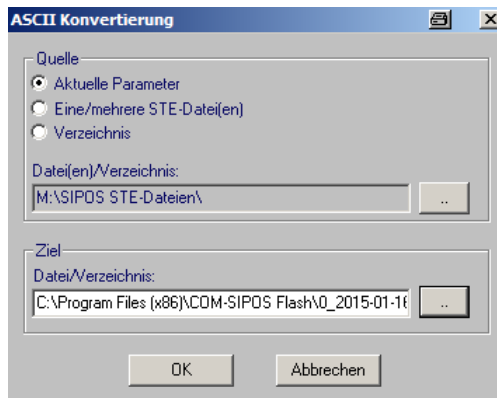 ASCII Konvertierung
Quelle
Aktuelle Parameter
Eine/mehrere STE-Datei(en)
Verzeichnis
Datei(en)/Verzeichnis:
M:\SIPOS STE-Dateien\
..
Ziel
Datei/Verzeichnis:
C:\Program Files (x86)\COM-SIPOS Flash\0_2015-01-16
..
OK Abbrechen